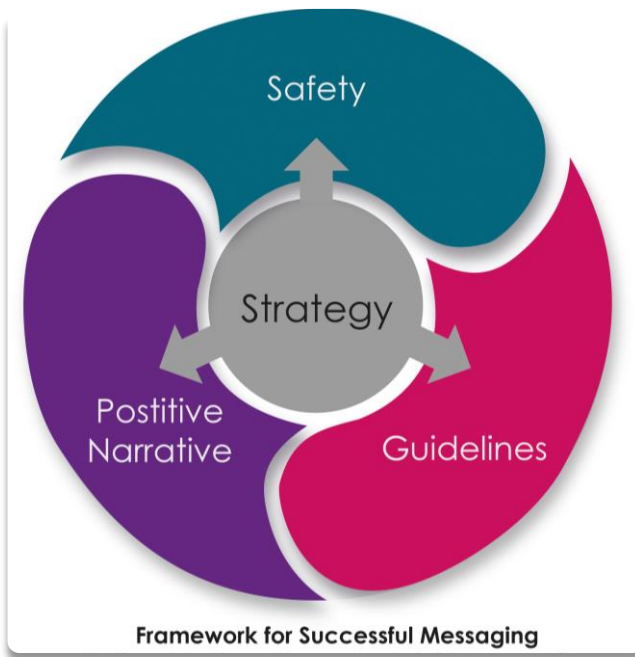 Safety
Strategy
Postitive
Narrative
Guidelines
Framework for Successful Messaging